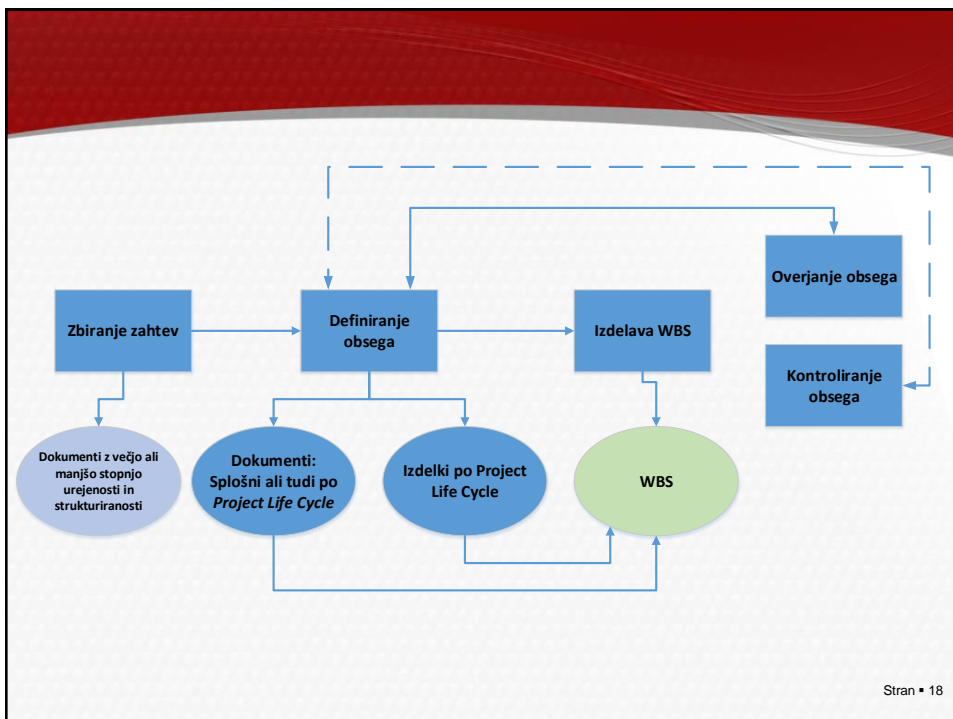 Overjanje obsega
Zbiranje zahtev
Definiranje
obsega
Izdelava WBS
Kontroliranje
obsega
Dokumenti z večjo ali
manjšo stopnjo
urejenosti in
strukturiranosti
Dokumenti:
Splošni ali tudi po
Project Life Cycle
Izdelki po Project
Life Cycle
WBS
Stran ▪ 18